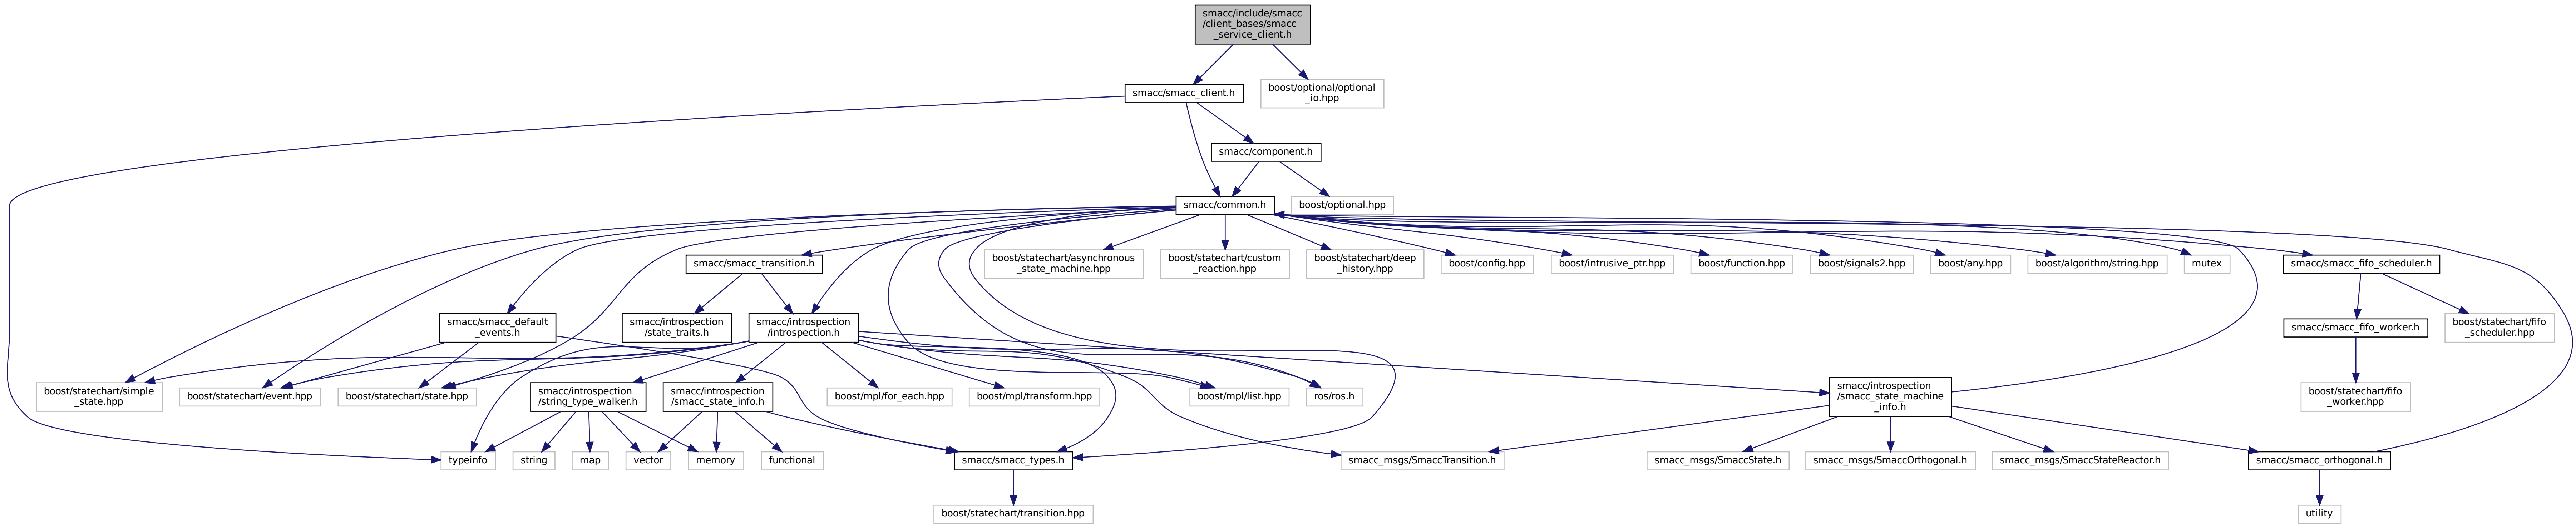 smacc/include/smacc
/client_bases/smacc
_service_client.h
smacc/smacc_client.h
boost/optional/optional
_io.hpp
smacc/component.h
smacc/common.h
boost/optional.hpp
smacc/smacc_transition.h
boost/statechart/asynchronous
_state_machine.hpp
boost/statechart/custom
_reaction.hpp
boost/statechart/deep
_history.hpp
boost/config.hpp
boost/intrusive_ptr.hpp
boost/function.hpp
boost/signals2.hpp
boost/any.hpp
boost/algorithm/string.hpp
mutex
smacc/smacc_fifo_scheduler.h
smacc/smacc_default
_events.h
smacc/introspection
/state_traits.h
smacc/introspection
/introspection.h
smacc/smacc_fifo_worker.h
boost/statechart/fifo
_scheduler.hpp
boost/statechart/simple
_state.hpp
boost/statechart/event.hpp
boost/statechart/state.hpp
smacc/introspection
/string_type_walker.h
smacc/introspection
/smacc_state_info.h
boost/mpl/for_each.hpp
boost/mpl/transform.hpp
boost/mpl/list.hpp
ros/ros.h
smacc/introspection
/smacc_state_machine
_info.h
boost/statechart/fifo
_worker.hpp
typeinfo
string
map
vector
memory
functional
smacc/smacc_types.h
smacc_msgs/SmaccTransition.h
smacc_msgs/SmaccState.h
smacc_msgs/SmaccOrthogonal.h
smacc_msgs/SmaccStateReactor.h
smacc/smacc_orthogonal.h
boost/statechart/transition.hpp
utility